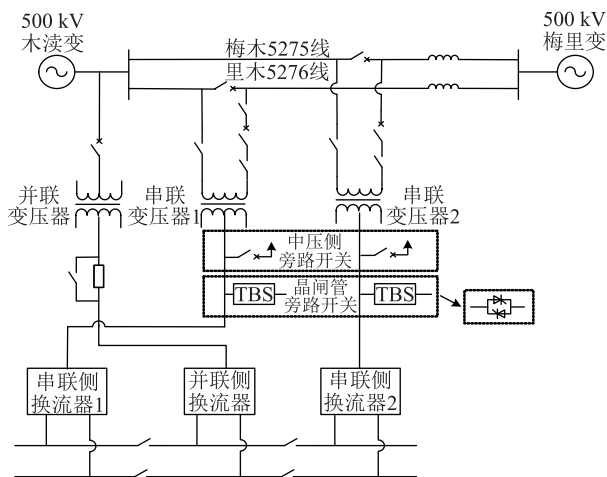 500 kV
木渎变
500 kV
梅里变
梅木5275线
里木5276线
并联
变压器
串联
变压器1
串联
变压器2
中压侧
旁路开关
TBS
晶闸管
旁路开关
TBS
串联侧
换流器1
并联侧
换流器
串联侧
换流器2